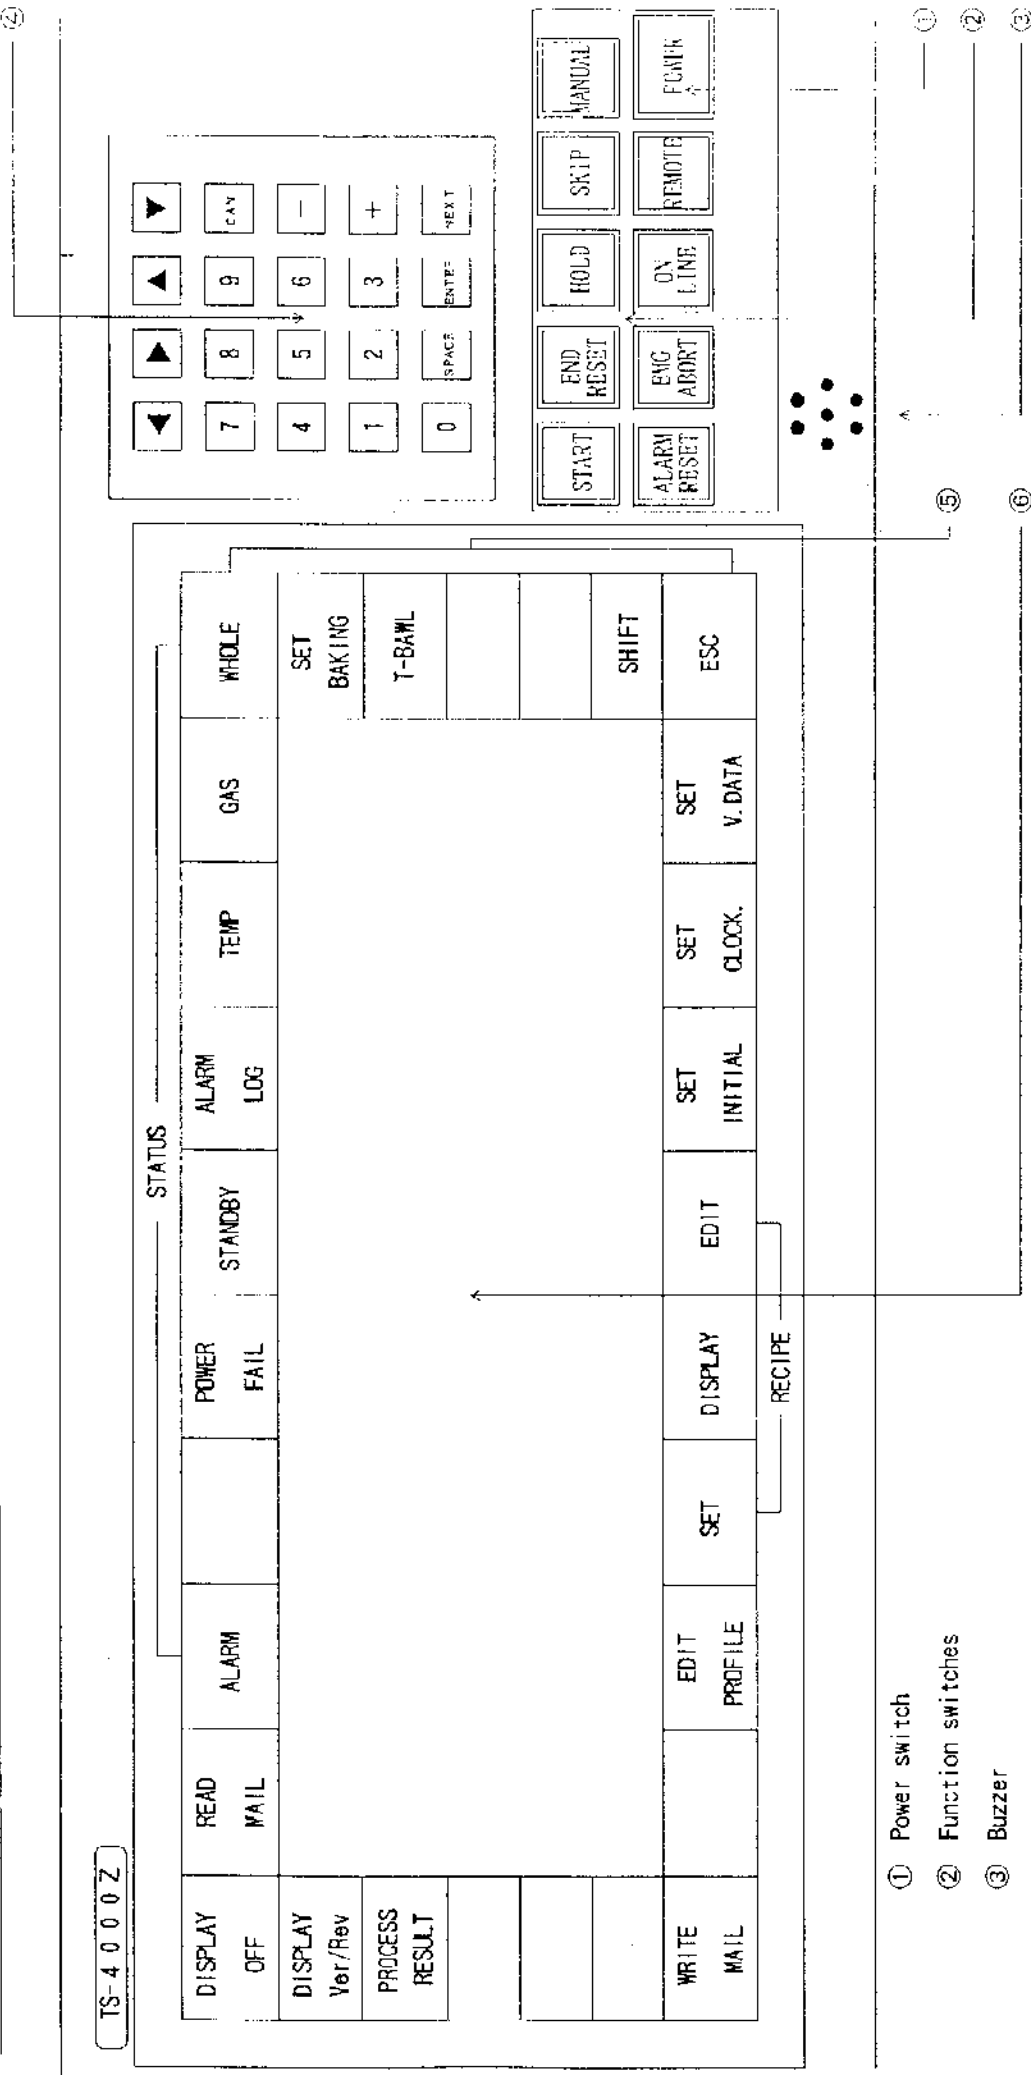 TS-4000Z
STATUS
DISPLAY
OFF
READ
MAIL
ALARM
POWER
FAIL
STANDBY
ALARM
LOG
TEMP
GAS
WHOLE
DISPLAY
Ver/Rev
PROCESS
RESULT
SET
BAKING
T-BAWL
SHIFT
WRITE
MAIL
EDIT
PROFILE
SET
DISPLAY
EDIT
SET
INITIAL
SET
CLOCK.
SET
V.DATA
ESC
RECIPE
④
◀ ▶ ▲ ▼
7 8 9 CAN
4 5 6 －
1 2 3 ＋
0 SPACE ENTER NEXT
START
END
RESET
HOLD
SKIP
MANUAL
ALARM
RESET
EMG
ABORT
ON
LINE
REMOTE
POWER
⑤
⑥
①
②
③
① Power switch
② Function switches
③ Buzzer